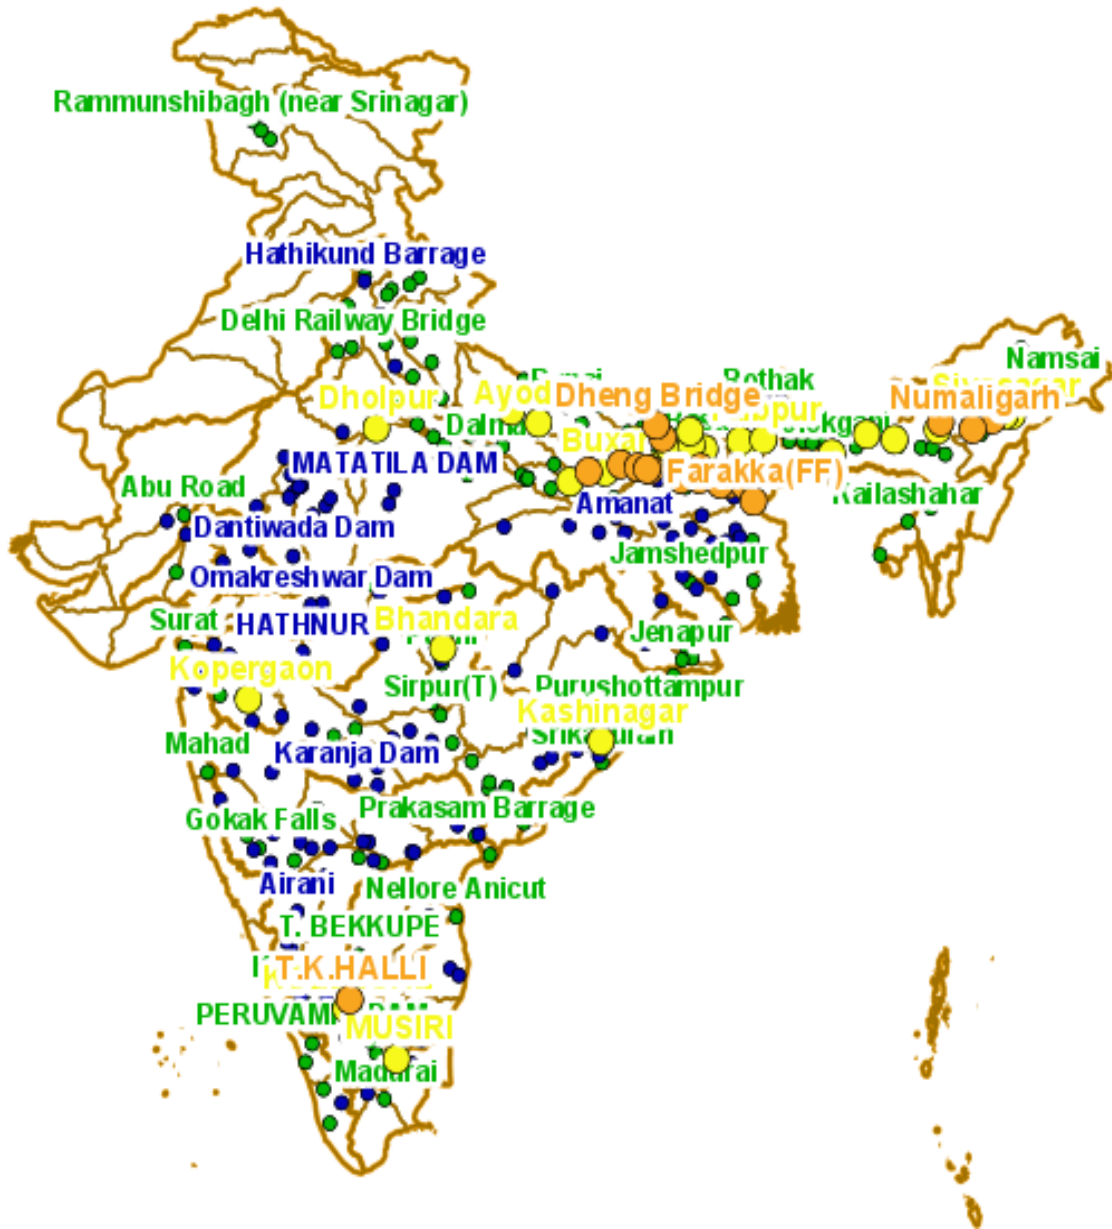 Rammunshibagh (near Srinagar)
Hathikund Barrage
Delhi Railway Bridge
Namsai
Rothak
Dholpur
Dheng Bridge
Numaligarh
Buxar
MATATILA DAM
Farakka(FF)
Abu Road
Amanat
Kailashahar
Dantiwada Dam
Jamshedpur
Omakreshwar Dam
Surat
HATHNUR
Bhandara
Jenapur
Kopergaon
Sirpur(T)
Purushottampur
Kashinagar
Mahad
Karanja Dam
Gokak Falls
Prakasam Barrage
Airani
Nellore Anicut
T. BEKKUPE
T.K.HALLI
MUSIRI
Madurai